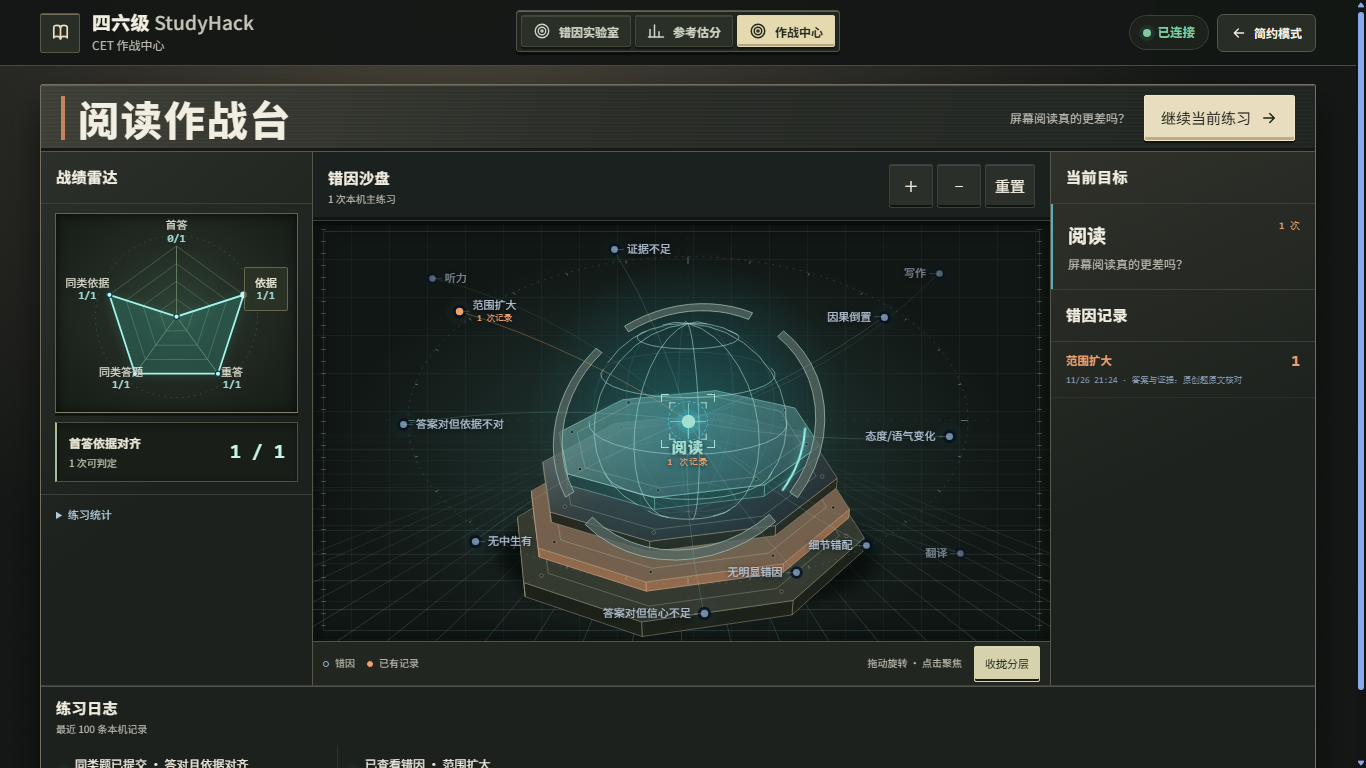 四六级 StudyHack
CET 作战中心
错因实验室
参考估分
作战中心
已连接
简约模式
阅读作战台
屏幕阅读真的更差吗?
继续当前练习
战绩雷达
首答
0/1
同类依据
1/1
依据
1/1
同类答题
1/1
重答
1/1
首答依据对齐
1 次可判定
1 / 1
练习统计
错因沙盘
1 次本机主练习
+
−
重置
证据不足
听力
写作
范围扩大
1 次记录
因果倒置
答案对但依据不对
态度/语气变化
阅读
1 次记录
无中生有
细节错配
翻译
无明显错因
答案对但信心不足
错因
已有记录
拖动旋转 · 点击聚焦
收拢分层
当前目标
阅读
1 次
屏幕阅读真的更差吗?
错因记录
范围扩大
1
11/26 21:24 · 答案与证据：原创题原文核对
练习日志
最近 100 条本机记录
同类题已提交 · 答对且依据对齐
已查看错因 · 范围扩大